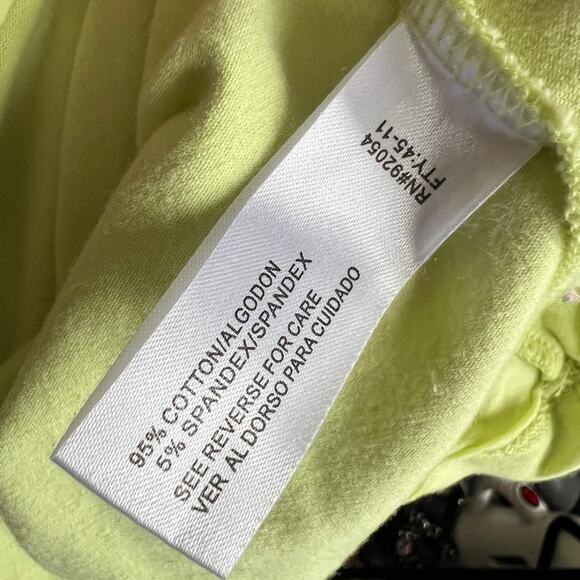 RN#92054
FTY:45-11
95% COTTON/ALGODON
5% SPANDEX/SPANDEX
SEE REVERSE FOR CARE
VER AL DORSO PARA CUIDADO